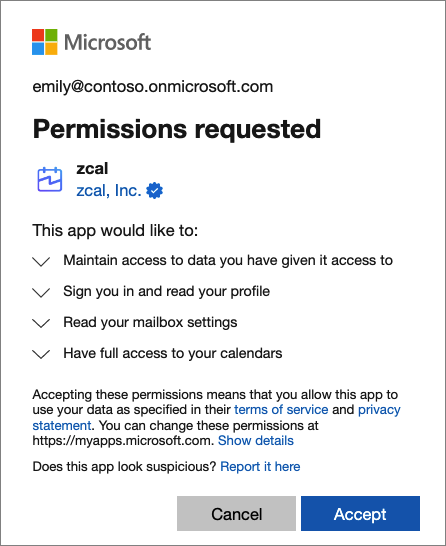 Microsoft
emily@contoso.onmicrosoft.com
Permissions requested
zcal
zcal, Inc.
This app would like to:
Maintain access to data you have given it access to
Sign you in and read your profile
Read your mailbox settings
Have full access to your calendars
Accepting these permissions means that you allow this app to
use your data as specified in their terms of service and privacy
statement. You can change these permissions at
https://myapps.microsoft.com. Show details
Does this app look suspicious? Report it here
Cancel
Accept